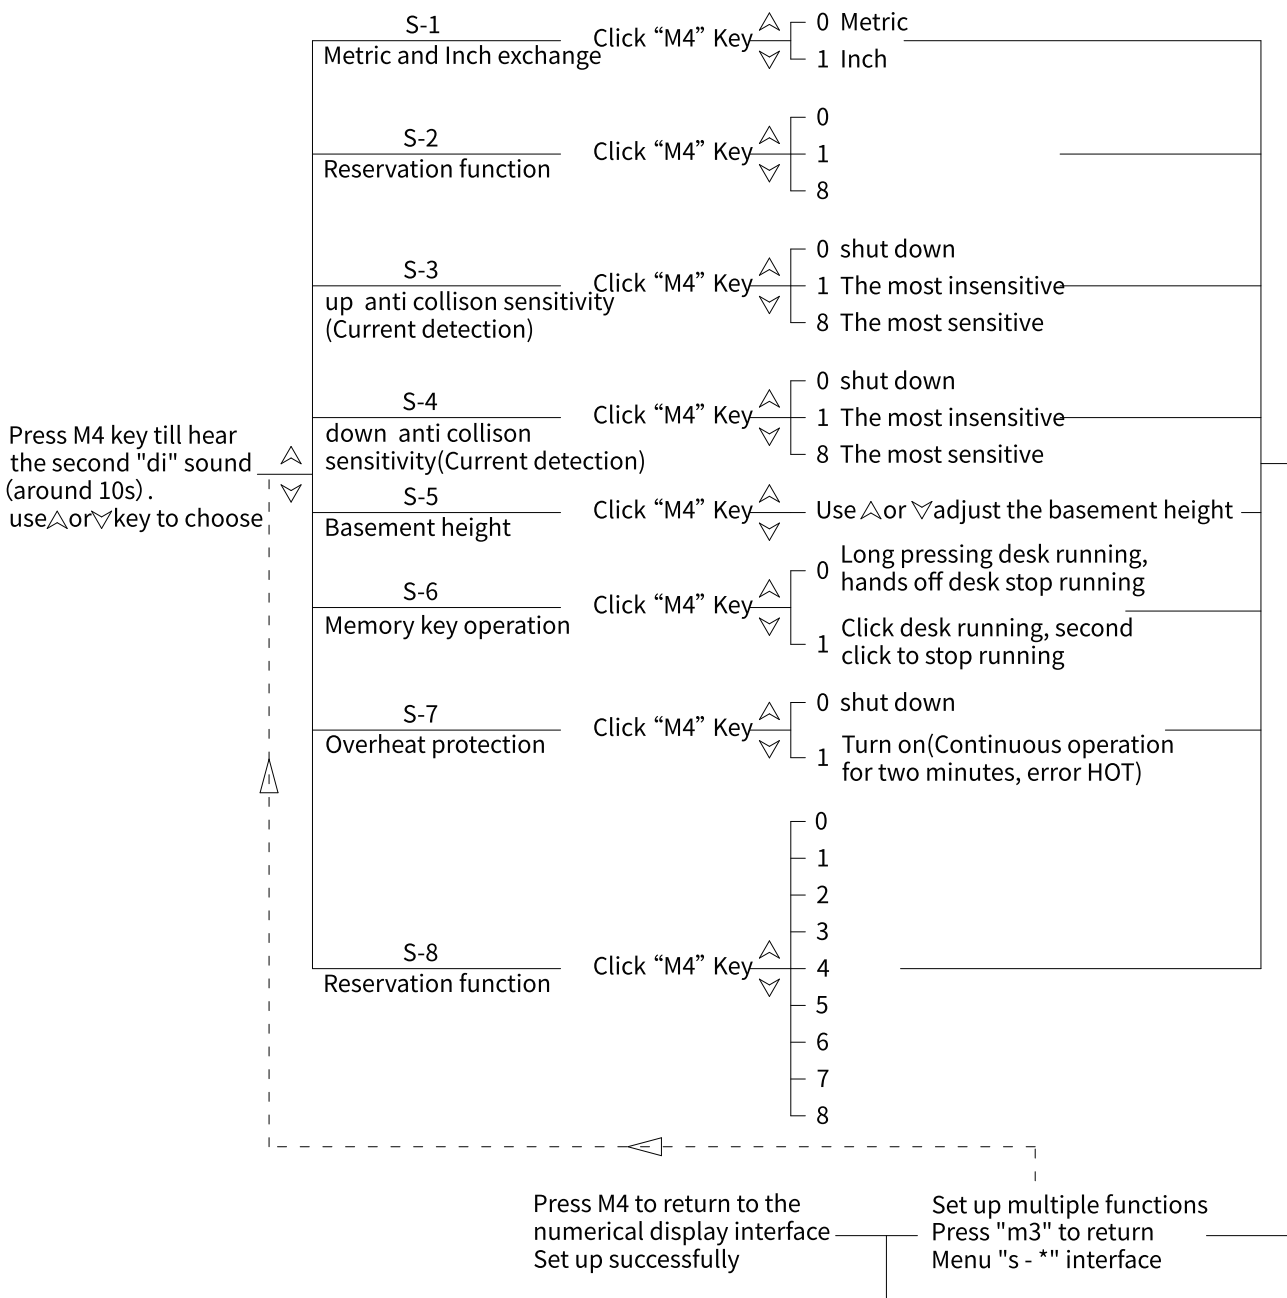 S-1
Metric and Inch exchange
Click “M4” Key
0 Metric
1 Inch
S-2
Reservation function
Click “M4” Key
0
1
8
S-3
up anti collison sensitivity
(Current detection)
Click “M4” Key
0 shut down
1 The most insensitive
8 The most sensitive
S-4
down anti collison
sensitivity(Current detection)
Click “M4” Key
0 shut down
1 The most insensitive
8 The most sensitive
Press M4 key till hear
the second "di" sound
(around 10s).
use or key to choose
S-5
Basement height
Click “M4” Key
Use or adjust the basement height
S-6
Memory key operation
Click “M4” Key
0 Long pressing desk running,
hands off desk stop running
1 Click desk running, second
click to stop running
S-7
Overheat protection
Click “M4” Key
0 shut down
1 Turn on(Continuous operation
for two minutes, error HOT)
S-8
Reservation function
Click “M4” Key
0
1
2
3
4
5
6
7
8
Press M4 to return to the
numerical display interface
Set up successfully
Set up multiple functions
Press "m3" to return
Menu "s - *" interface